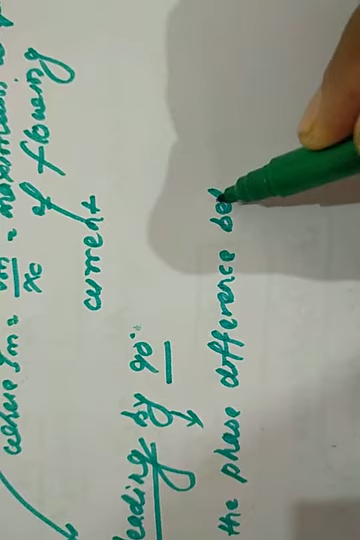 where Im = Vm/Xc = maximum
of flowing
current
leading by 90°
the phase difference be